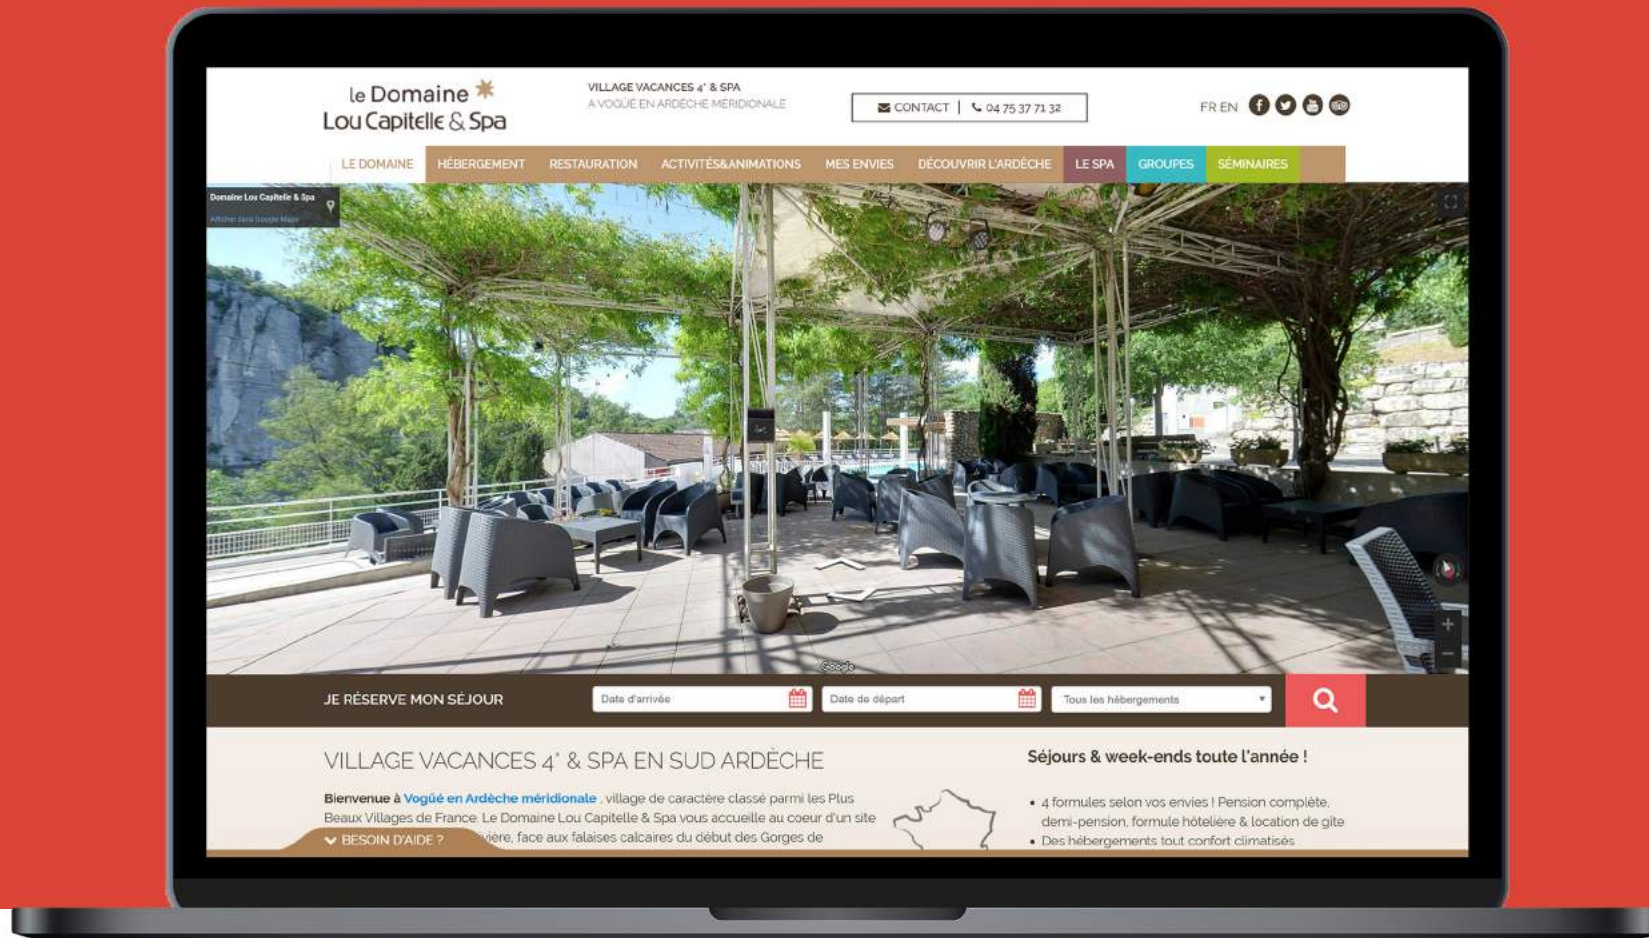 le Domaine
Lou Capitelle & Spa
VILLAGE VACANCES 4* & SPA
A VOGÜÉ EN ARDÈCHE MÉRIDIONALE
CONTACT | 04 75 37 71 32
FR EN
LE DOMAINE HÉBERGEMENT RESTAURATION ACTIVITÉS&ANIMATIONS MES ENVIES DÉCOUVRIR L'ARDÈCHE LE SPA GROUPES SÉMINAIRES
Domaine Lou Capitelle & Spa
Afficher dans Google Maps
Google
JE RÉSERVE MON SÉJOUR
Date d'arrivée
Date de départ
Tous les hébergements
VILLAGE VACANCES 4* & SPA EN SUD ARDÈCHE
Bienvenue à Vogüé en Ardèche méridionale , village de caractère classé parmi les Plus
Beaux Villages de France. Le Domaine Lou Capitelle & Spa vous accueille au coeur d'un site
face aux falaises calcaires du début des Gorges de
BESOIN D'AIDE ?
Séjours & week-ends toute l'année !
• 4 formules selon vos envies ! Pension complète,
demi-pension, formule hôtelière & location de gîte
• Des hébergements tout confort climatisés